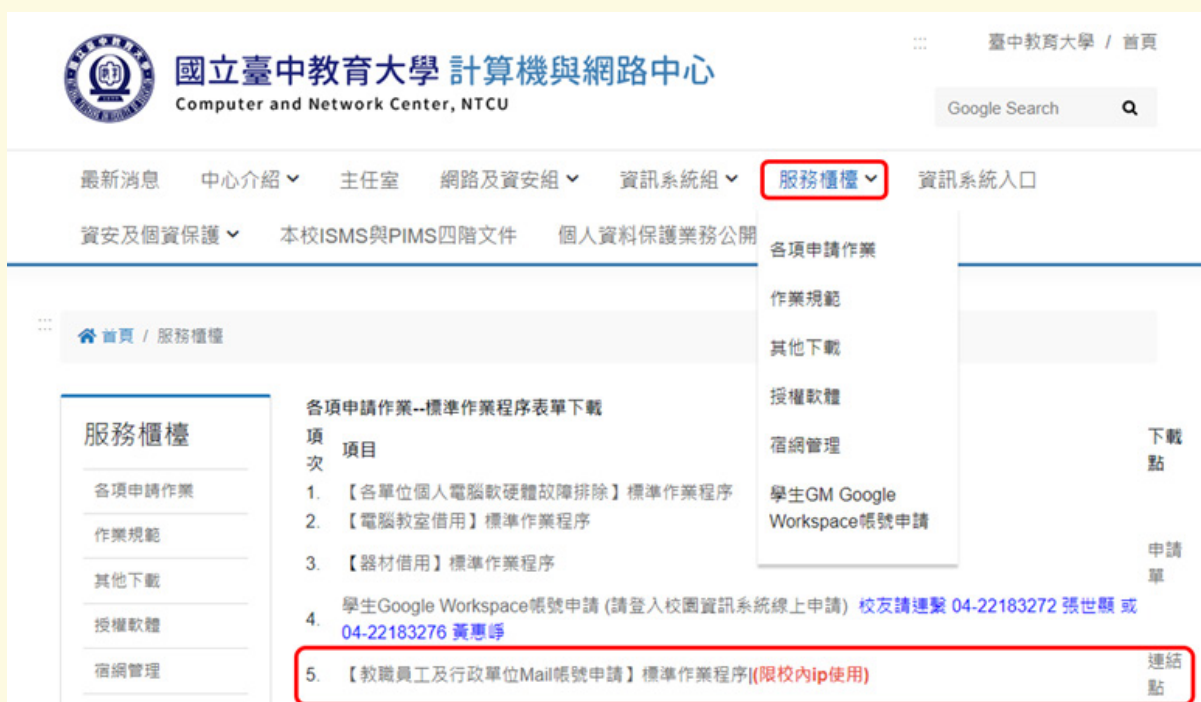 臺中教育大學 / 首頁
國立臺中教育大學 計算機與網路中心
Computer and Network Center, NTCU
Google Search
最新消息 中心介紹 主任室 網路及資安組 資訊系統組 服務櫃檯 資訊系統入口
資安及個資保護 本校ISMS與PIMS四階文件 個人資料保護業務公開
各項申請作業
作業規範
其他下載
授權軟體
宿網管理
學生GM Google
Workspace帳號申請
首頁 / 服務櫃檯
服務櫃檯
各項申請作業
作業規範
其他下載
授權軟體
宿網管理
各項申請作業--標準作業程序表單下載
項次 項目 下載點
1. 【各單位個人電腦軟硬體故障排除】標準作業程序
2. 【電腦教室借用】標準作業程序
3. 【器材借用】標準作業程序 申請單
4. 學生Google Workspace帳號申請 (請登入校園資訊系統線上申請) 校友請連繫 04-22183272 張世顯 或
04-22183276 黃惠崢
5. 【教職員工及行政單位Mail帳號申請】標準作業程序|(限校內ip使用) 連結點